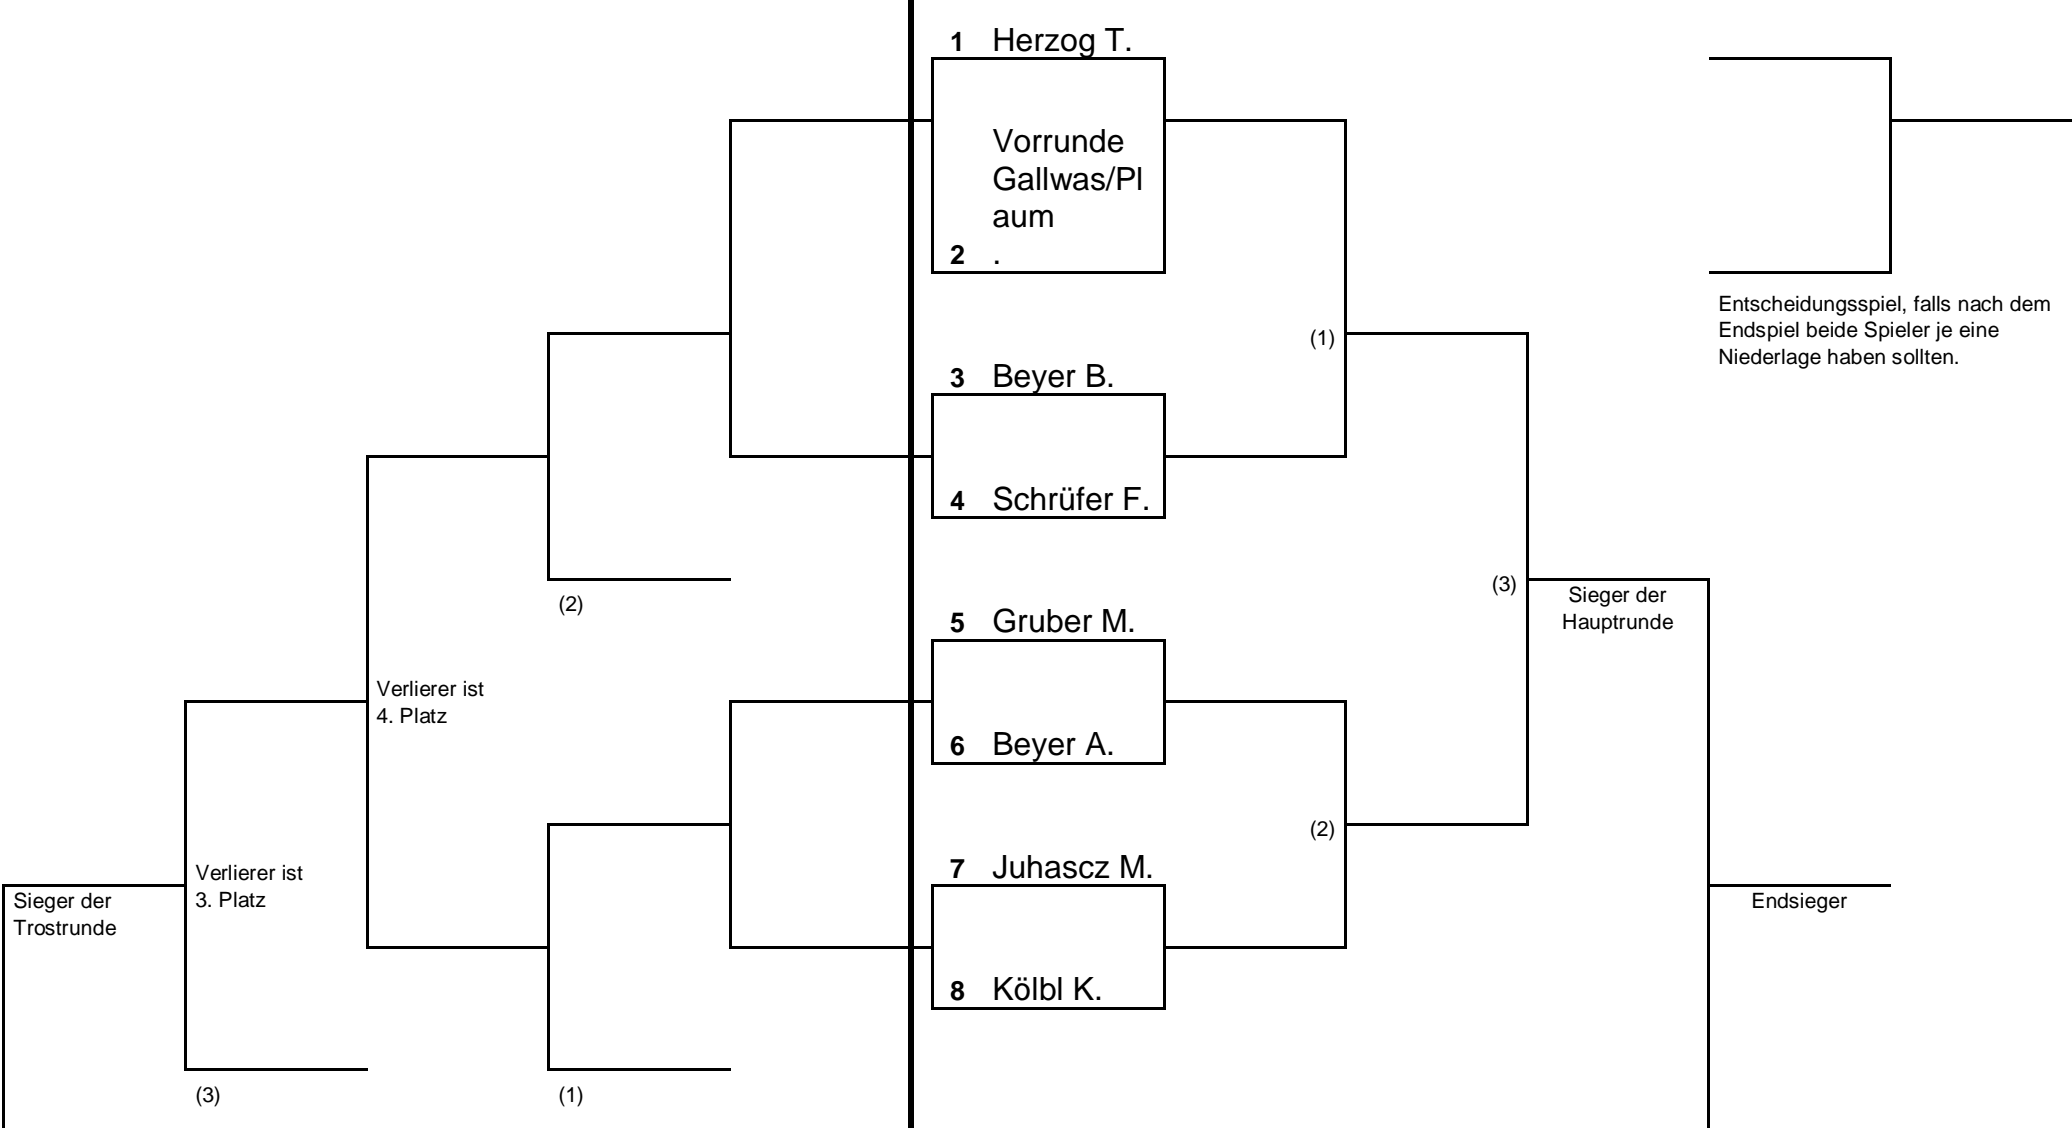 1 Herzog T.
Vorrunde
Gallwas/Pl
aum
2 .
Entscheidungsspiel, falls nach dem
Endspiel beide Spieler je eine
Niederlage haben sollten.
(1)
3 Beyer B.
4 Schrüfer F.
(2)
(3)
Sieger der
Hauptrunde
5 Gruber M.
Verlierer ist
4. Platz
6 Beyer A.
(2)
7 Juhascz M.
Verlierer ist
3. Platz
Sieger der
Trostrunde
Endsieger
8 Kölbl K.
(3)
(1)